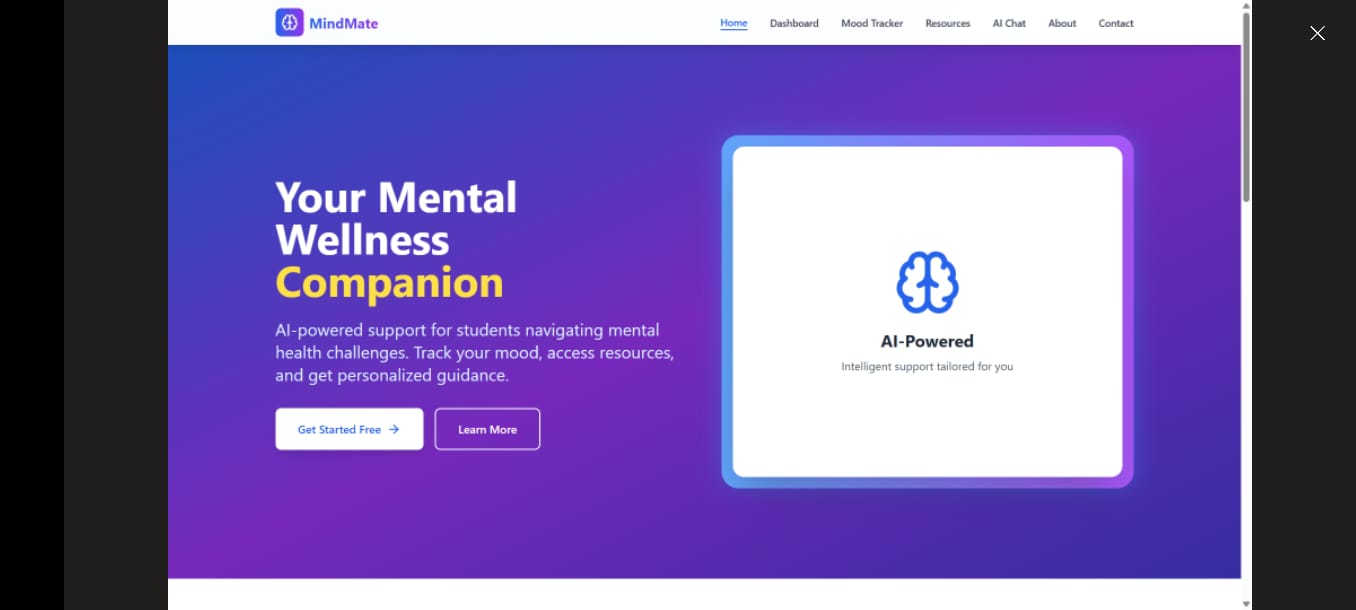 MindMate
Home Dashboard Mood Tracker Resources AI Chat About Contact
Your Mental
Wellness
Companion
AI-powered support for students navigating mental
health challenges. Track your mood, access resources,
and get personalized guidance.
Get Started Free
Learn More
AI-Powered
Intelligent support tailored for you